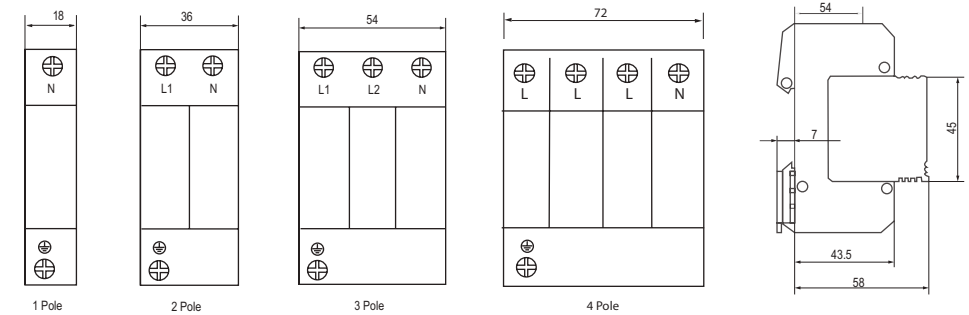 18
36
54
72
54
N
L1 N
L1 L2 N
L L L N
7
45
43.5
58
1 Pole
2 Pole
3 Pole
4 Pole